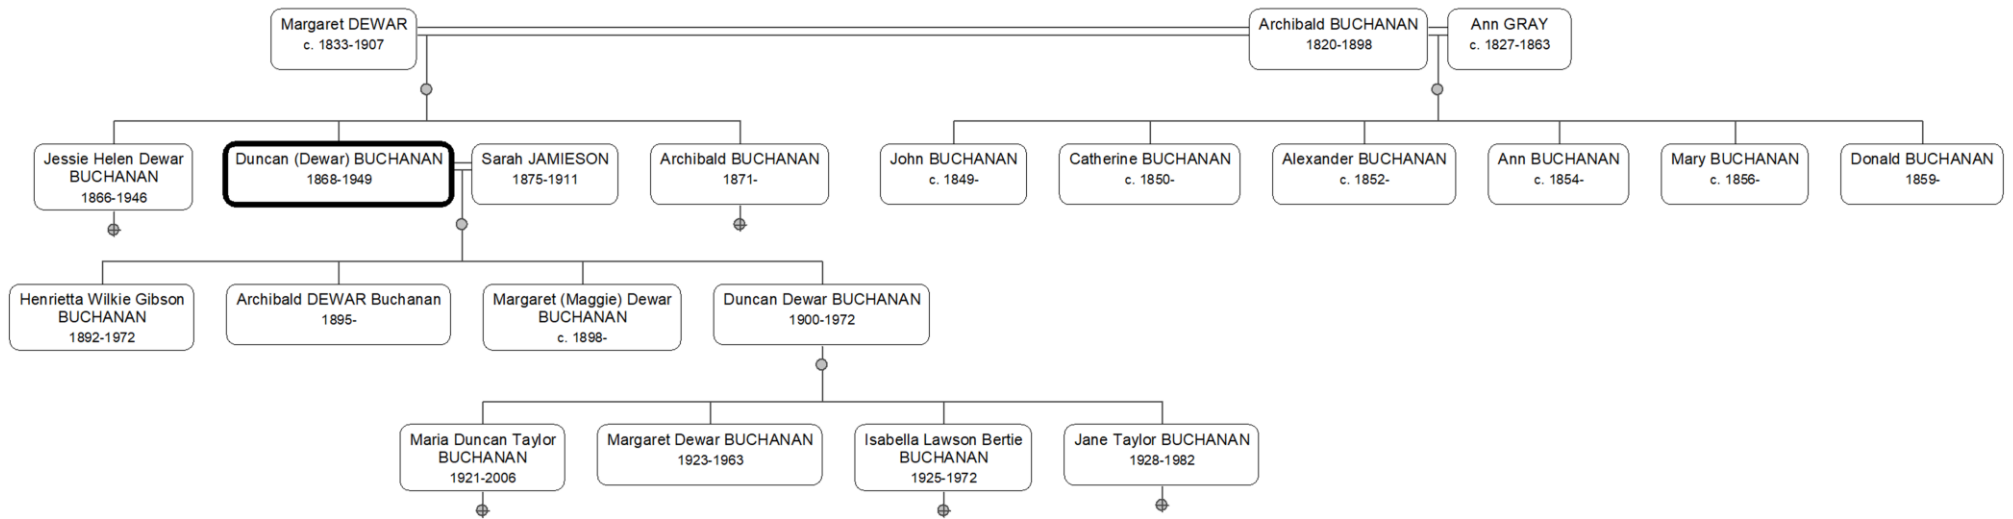 Margaret DEWAR
c. 1833-1907
Archibald BUCHANAN
1820-1898
Ann GRAY
c. 1827-1863
Jessie Helen Dewar
BUCHANAN
1866-1946
Duncan (Dewar) BUCHANAN
1868-1949
Sarah JAMIESON
1875-1911
Archibald BUCHANAN
1871-
John BUCHANAN
c. 1849-
Catherine BUCHANAN
c. 1850-
Alexander BUCHANAN
c. 1852-
Ann BUCHANAN
c. 1854-
Mary BUCHANAN
c. 1856-
Donald BUCHANAN
1859-
Henrietta Wilkie Gibson
BUCHANAN
1892-1972
Archibald DEWAR Buchanan
1895-
Margaret (Maggie) Dewar
BUCHANAN
c. 1898-
Duncan Dewar BUCHANAN
1900-1972
Maria Duncan Taylor
BUCHANAN
1921-2006
Margaret Dewar BUCHANAN
1923-1963
Isabella Lawson Bertie
BUCHANAN
1925-1972
Jane Taylor BUCHANAN
1928-1982